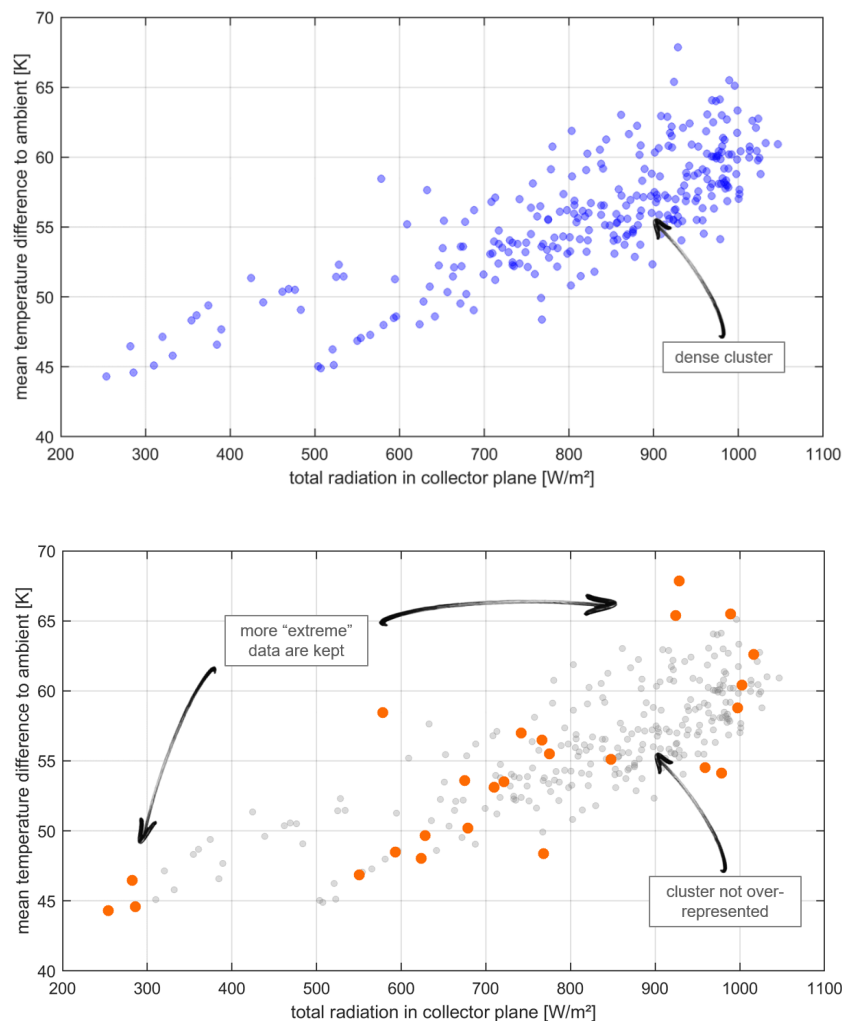 70
65
60
55
50
45
40
mean temperature difference to ambient [K]
dense cluster
200 300 400 500 600 700 800 900 1000 1100
total radiation in collector plane [W/m²]
70
65
60
55
50
45
40
mean temperature difference to ambient [K]
more “extreme”
data are kept
cluster not over-
represented
200 300 400 500 600 700 800 900 1000 1100
total radiation in collector plane [W/m²]